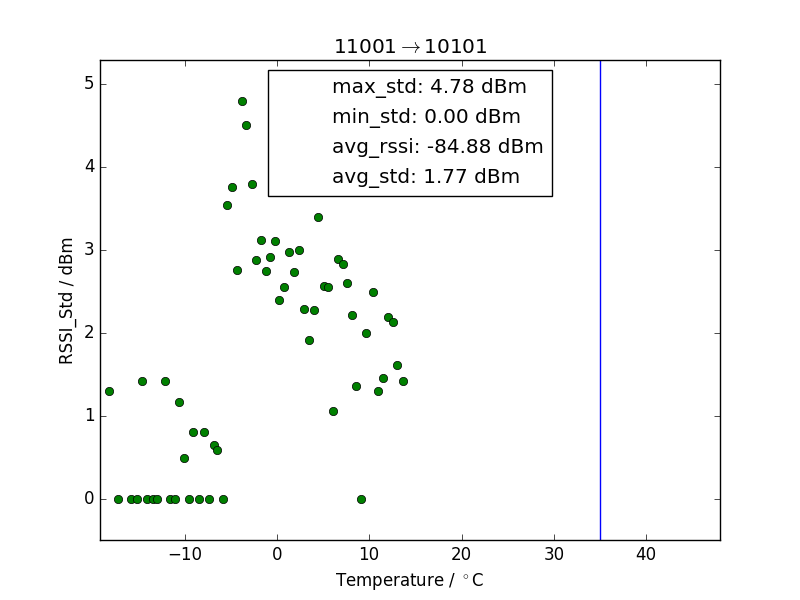 11001→10101
max_std: 4.78 dBm
min_std: 0.00 dBm
avg_rssi: -84.88 dBm
avg_std: 1.77 dBm
RSSI_Std / dBm
5
4
3
2
1
0
−10 0 10 20 30 40
Temperature / °C